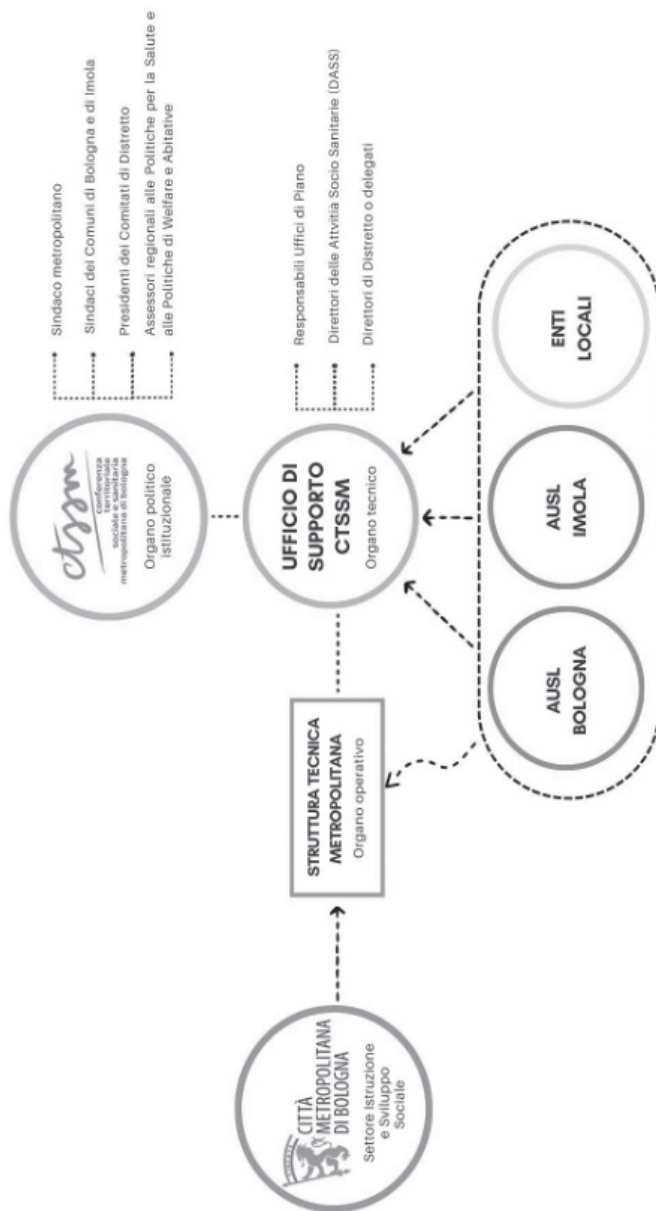 ctssm
conferenza
territoriale
sociale e sanitaria
metropolitana di bologna
Organo politico
istituzionale
Sindaco metropolitano
Sindaci dei Comuni di Bologna e di Imola
Presidenti dei Comitati di Distretto
Assessori regionali alle Politiche per la Salute e
alle Politiche di Welfare e Abitative
CITTÀ
METROPOLITANA
DI BOLOGNA
Settore Istruzione
e Sviluppo
Sociale
STRUTTURA TECNICA
METROPOLITANA
Organo operativo
UFFICIO DI
SUPPORTO
CTSSM
Organo tecnico
Responsabili Uffici di Piano
Direttori delle Attvitià Socio Sanitarie (DASS)
Direttori di Distretto o delegati
AUSL
BOLOGNA
AUSL
IMOLA
ENTI
LOCALI